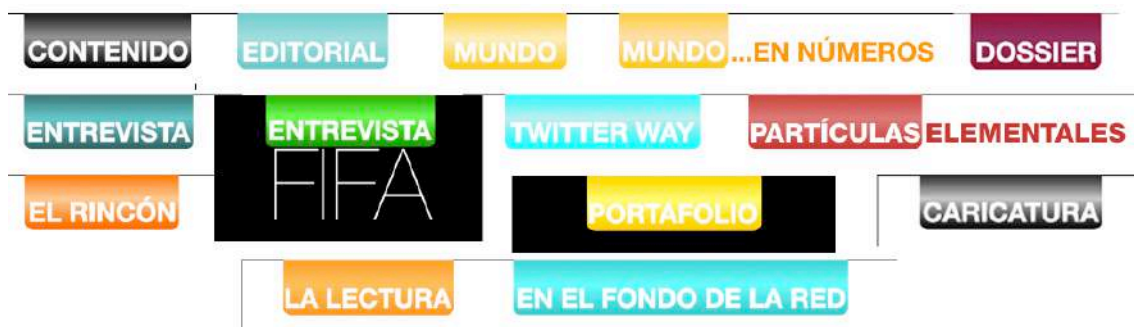 CONTENIDO EDITORIAL MUNDO MUNDO...EN NÚMEROS DOSSIER
ENTREVISTA ENTREVISTA TWITTER WAY PARTÍCULAS ELEMENTALES
FIFA
EL RINCÓN PORTAFOLIO CARICATURA
LA LECTURA EN EL FONDO DE LA RED